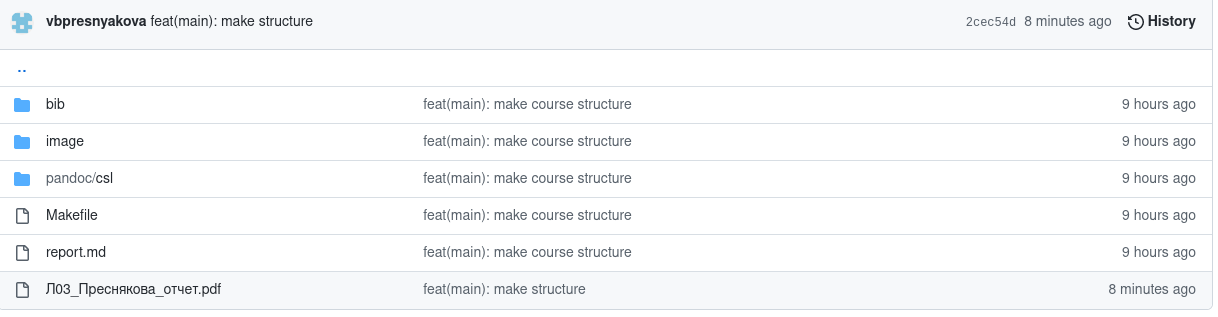 vbpresnyakova feat(main): make structure 2cec54d 8 minutes ago History
..
bib feat(main): make course structure 9 hours ago
image feat(main): make course structure 9 hours ago
pandoc/csl feat(main): make course structure 9 hours ago
Makefile feat(main): make course structure 9 hours ago
report.md feat(main): make course structure 9 hours ago
Л03_Преснякова_отчет.pdf feat(main): make structure 8 minutes ago